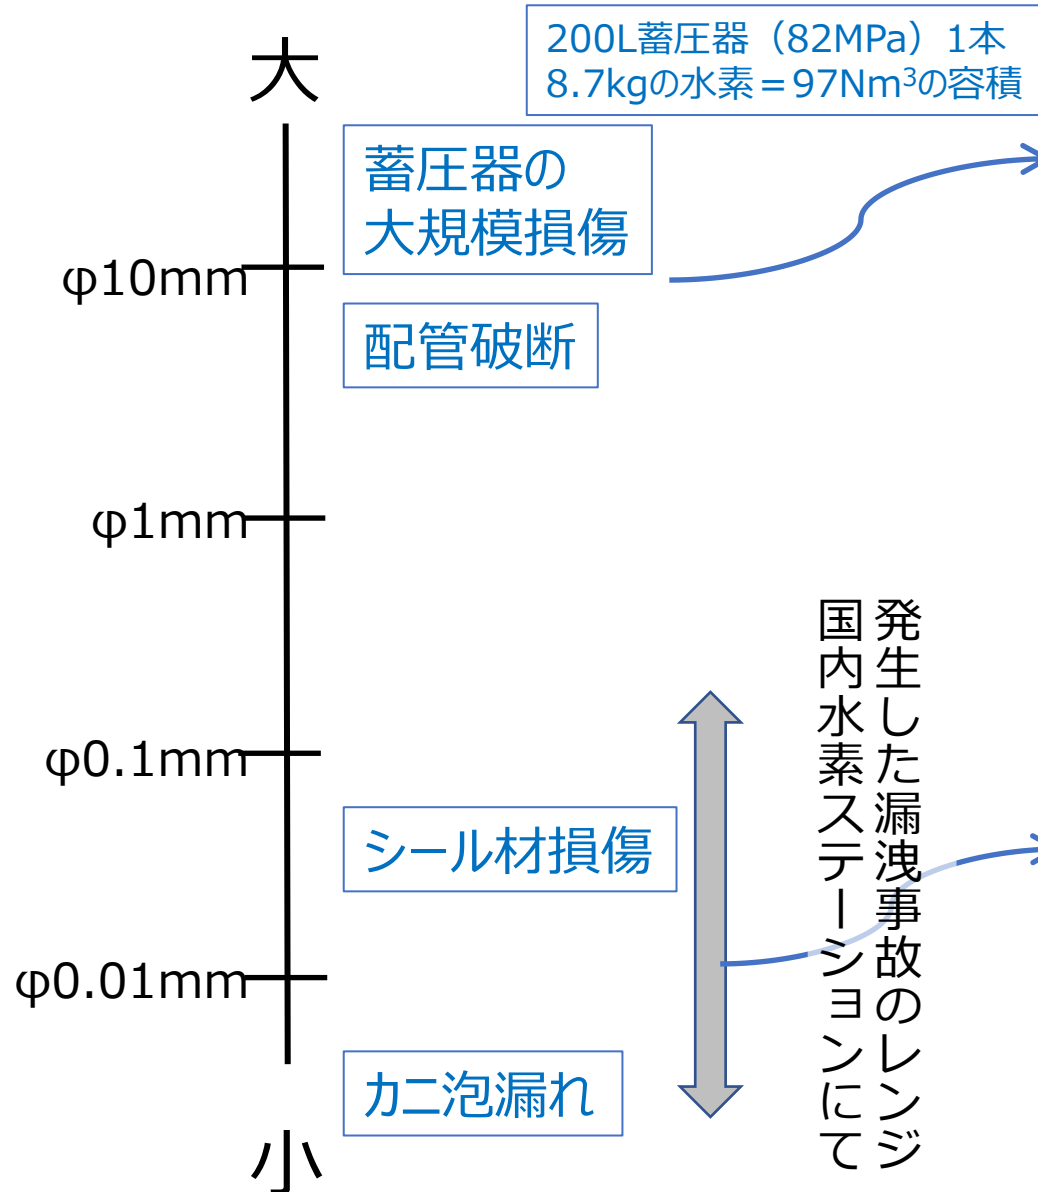 大
200L蓄圧器（82MPa）1本
8.7kgの水素＝97Nm³の容積
蓄圧器の
大規模損傷
φ10mm
配管破断
φ1mm
φ0.1mm
シール材損傷
φ0.01mm
カニ泡漏れ
小
発生した漏洩事故のレンジ
国内水素ステーションにて